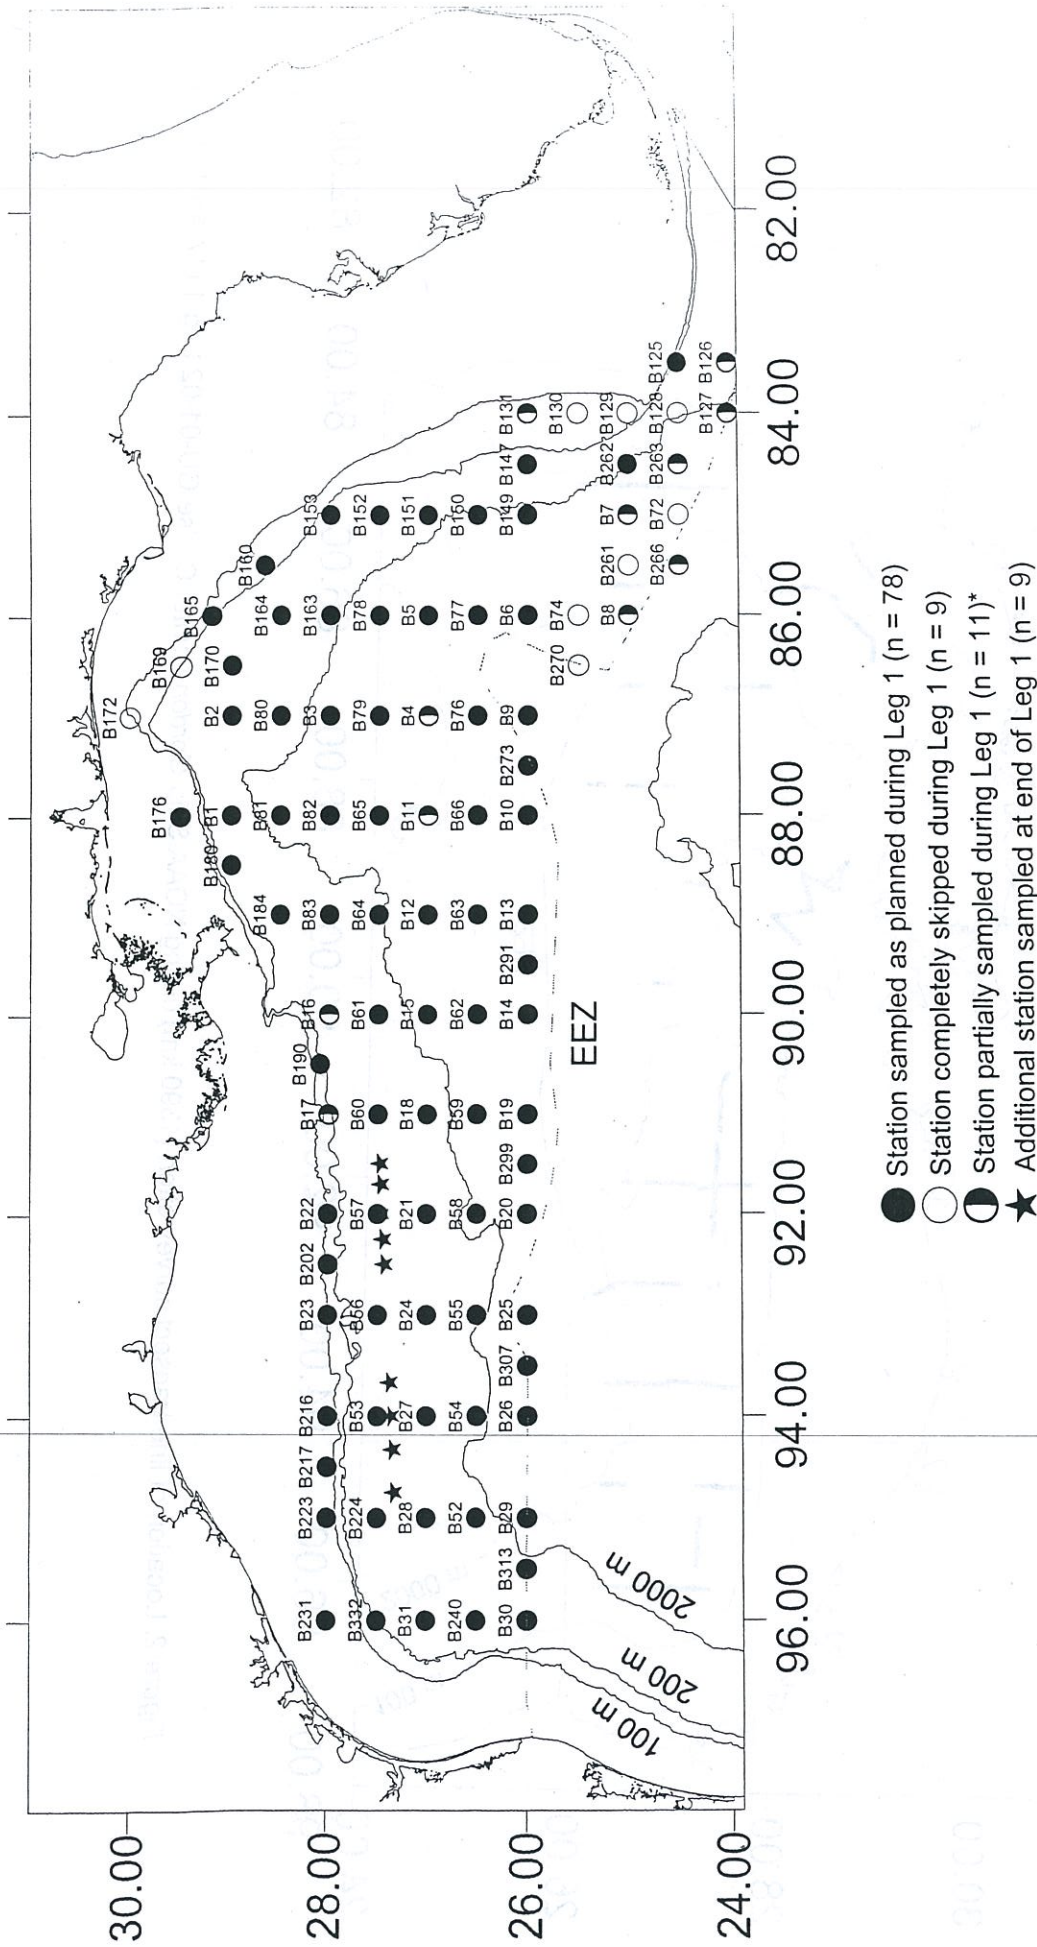 30.00
28.00
26.00
24.00
B172
B176 B169
B180 B1 B2 B170 B165
B184 B81 B80 B164 B160
B231 B223 B217 B216 B23 B202 B22 B17 B190 B16 B83 B82 B3 B163 B153
B332 B224 B53 B56 B57 B60 B61 B64 B65 B79 B78 B152
B31 B28 B27 B24 B21 B18 B15 B12 B11 B4 B5 B151
B240 B52 B54 B55 B58 B59 B62 B63 B66 B76 B77 B150
B30 B313 B29 B26 B307 B25 B20 B299 B19 B14 B291 B13 B10 B273 B9 B6 B149 B147 B131
B270 B74 B130
B8 B261 B7 B262 B129
B266 B72 B263 B128 B125
B127 B126
EEZ
100 m
200 m
2000 m
96.00 94.00 92.00 90.00 88.00 86.00 84.00 82.00
Station sampled as planned during Leg 1 (n = 78)
Station completely skipped during Leg 1 (n = 9)
Station partially sampled during Leg 1 (n = 11)*
Additional station sampled at end of Leg 1 (n = 9)